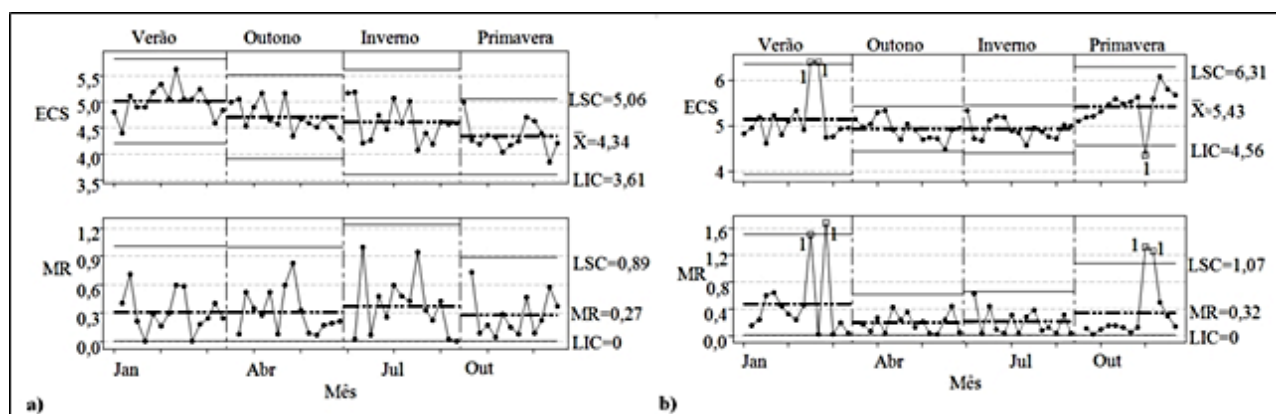 Verão Outono Inverno Primavera
ECS
5,5
5,0
4,5
4,0
3,5
LSC=5,06
X̄=4,34
LIC=3,61
MR
1,2
0,9
0,6
0,3
0,0
LSC=0,89
MR=0,27
LIC=0
Jan Abr Jul Out
Mês
a)
Verão Outono Inverno Primavera
ECS
6
5
4
1 1
1
LSC=6,31
X̄=5,43
LIC=4,56
MR
1,6
1,2
0,8
0,4
0,0
1 1
1 1
LSC=1,07
MR=0,32
LIC=0
Jan Abr Jul Out
Mês
b)